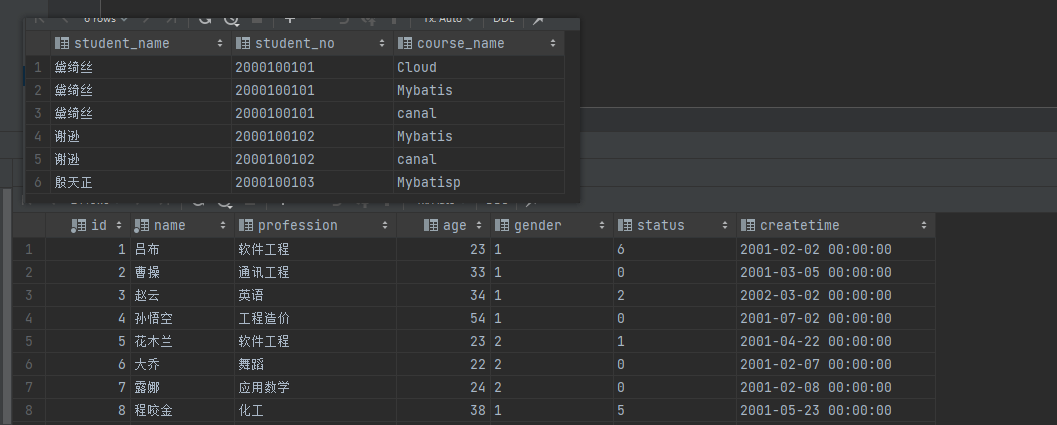 6 rows Tx: Auto DDL
student_name student_no course_name
1 黛绮丝 2000100101 Cloud
2 黛绮丝 2000100101 Mybatis
3 黛绮丝 2000100101 canal
4 谢逊 2000100102 Mybatis
5 谢逊 2000100102 canal
6 殷天正 2000100103 Mybatisp
id name profession age gender status createtime
1 1 吕布 软件工程 23 1 6 2001-02-02 00:00:00
2 2 曹操 通讯工程 33 1 0 2001-03-05 00:00:00
3 3 赵云 英语 34 1 2 2002-03-02 00:00:00
4 4 孙悟空 工程造价 54 1 0 2001-07-02 00:00:00
5 5 花木兰 软件工程 23 2 1 2001-04-22 00:00:00
6 6 大乔 舞蹈 22 2 0 2001-02-07 00:00:00
7 7 露娜 应用数学 24 2 0 2001-02-08 00:00:00
8 8 程咬金 化工 38 1 5 2001-05-23 00:00:00